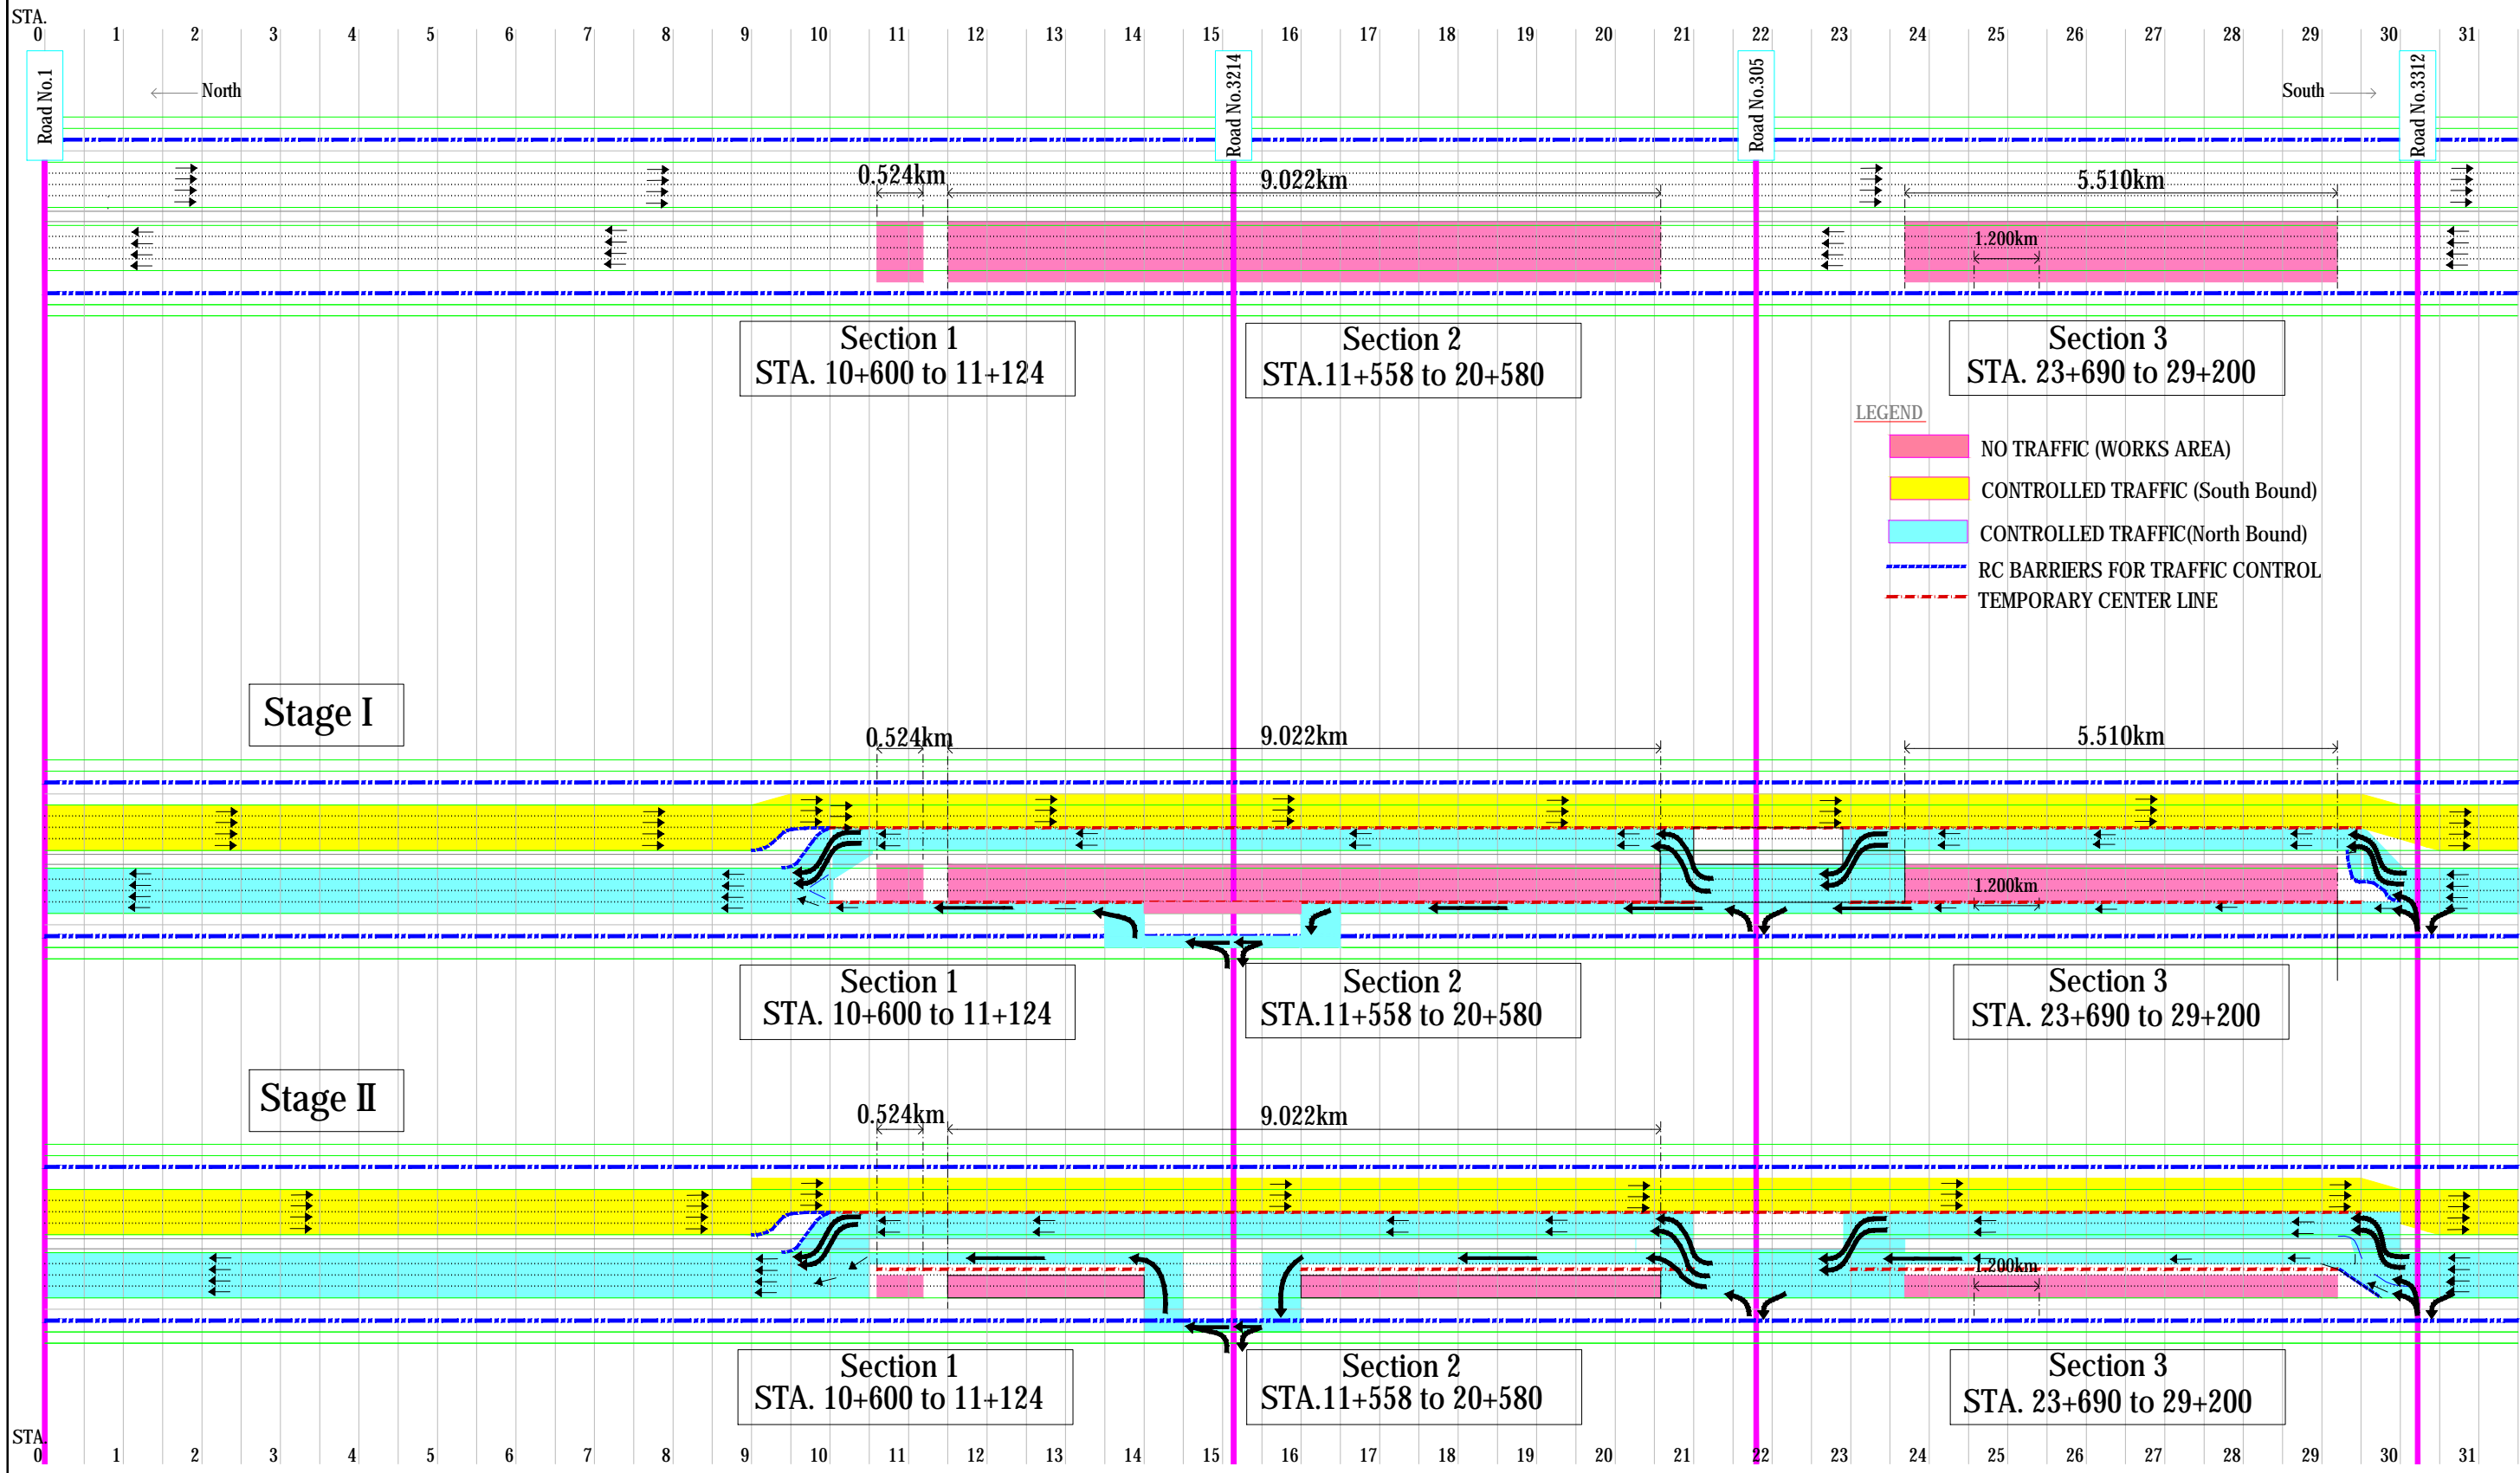 STA.
0 1 2 3 4 5 6 7 8 9 10 11 12 13 14 15 16 17 18 19 20 21 22 23 24 25 26 27 28 29 30 31
Road No.1
Road No.3214
Road No.305
Road No.3312
North
South
0.524km
9.022km
5.510km
1.200km
Section 1
STA. 10+600 to 11+124
Section 2
STA.11+558 to 20+580
Section 3
STA. 23+690 to 29+200
LEGEND
NO TRAFFIC (WORKS AREA)
CONTROLLED TRAFFIC (South Bound)
CONTROLLED TRAFFIC(North Bound)
RC BARRIERS FOR TRAFFIC CONTROL
TEMPORARY CENTER LINE
Stage Ⅰ
0.524km
9.022km
5.510km
1.200km
Section 1
STA. 10+600 to 11+124
Section 2
STA.11+558 to 20+580
Section 3
STA. 23+690 to 29+200
Stage Ⅱ
0.524km
9.022km
1.200km
Section 1
STA. 10+600 to 11+124
Section 2
STA.11+558 to 20+580
Section 3
STA. 23+690 to 29+200
STA.
0 1 2 3 4 5 6 7 8 9 10 11 12 13 14 15 16 17 18 19 20 21 22 23 24 25 26 27 28 29 30 31